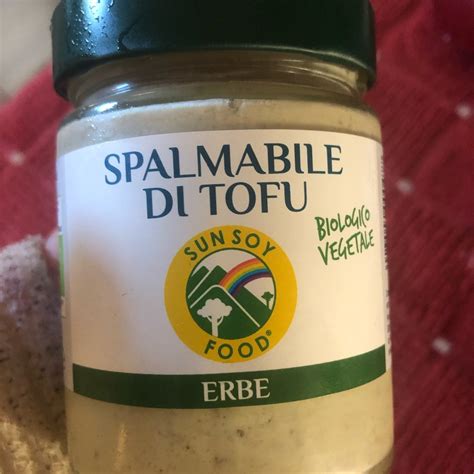 SPALMABILE
DI TOFU
BIOLOGICO
VEGETALE
SUN SOY
FOOD®
ERBE